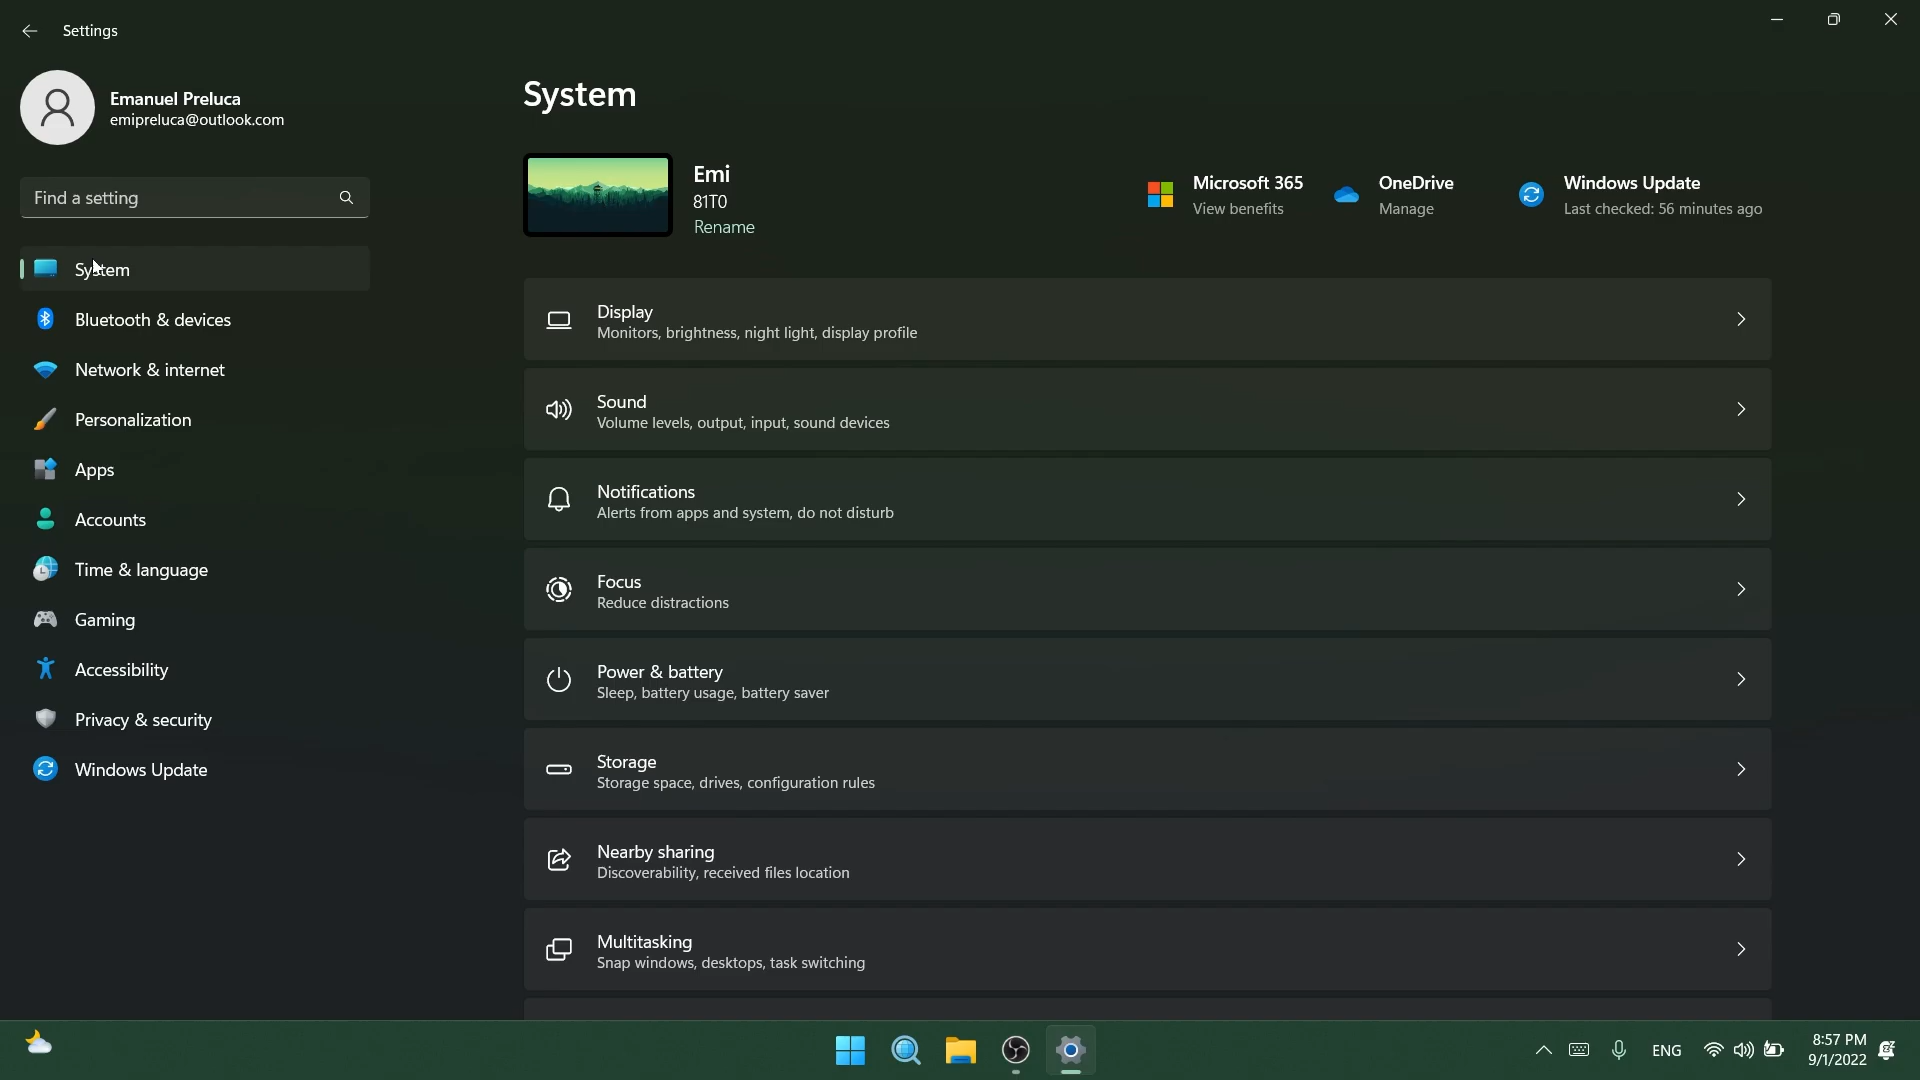 Settings
Emanuel Preluca
emipreluca@outlook.com
Find a setting
System
Bluetooth & devices
Network & internet
Personalization
Apps
Accounts
Time & language
Gaming
Accessibility
Privacy & security
Windows Update
System
Emi
81T0
Rename
Microsoft 365
View benefits
OneDrive
Manage
Windows Update
Last checked: 56 minutes ago
Display
Monitors, brightness, night light, display profile
Sound
Volume levels, output, input, sound devices
Notifications
Alerts from apps and system, do not disturb
Focus
Reduce distractions
Power & battery
Sleep, battery usage, battery saver
Storage
Storage space, drives, configuration rules
Nearby sharing
Discoverability, received files location
Multitasking
Snap windows, desktops, task switching
ENG
8:57 PM
9/1/2022